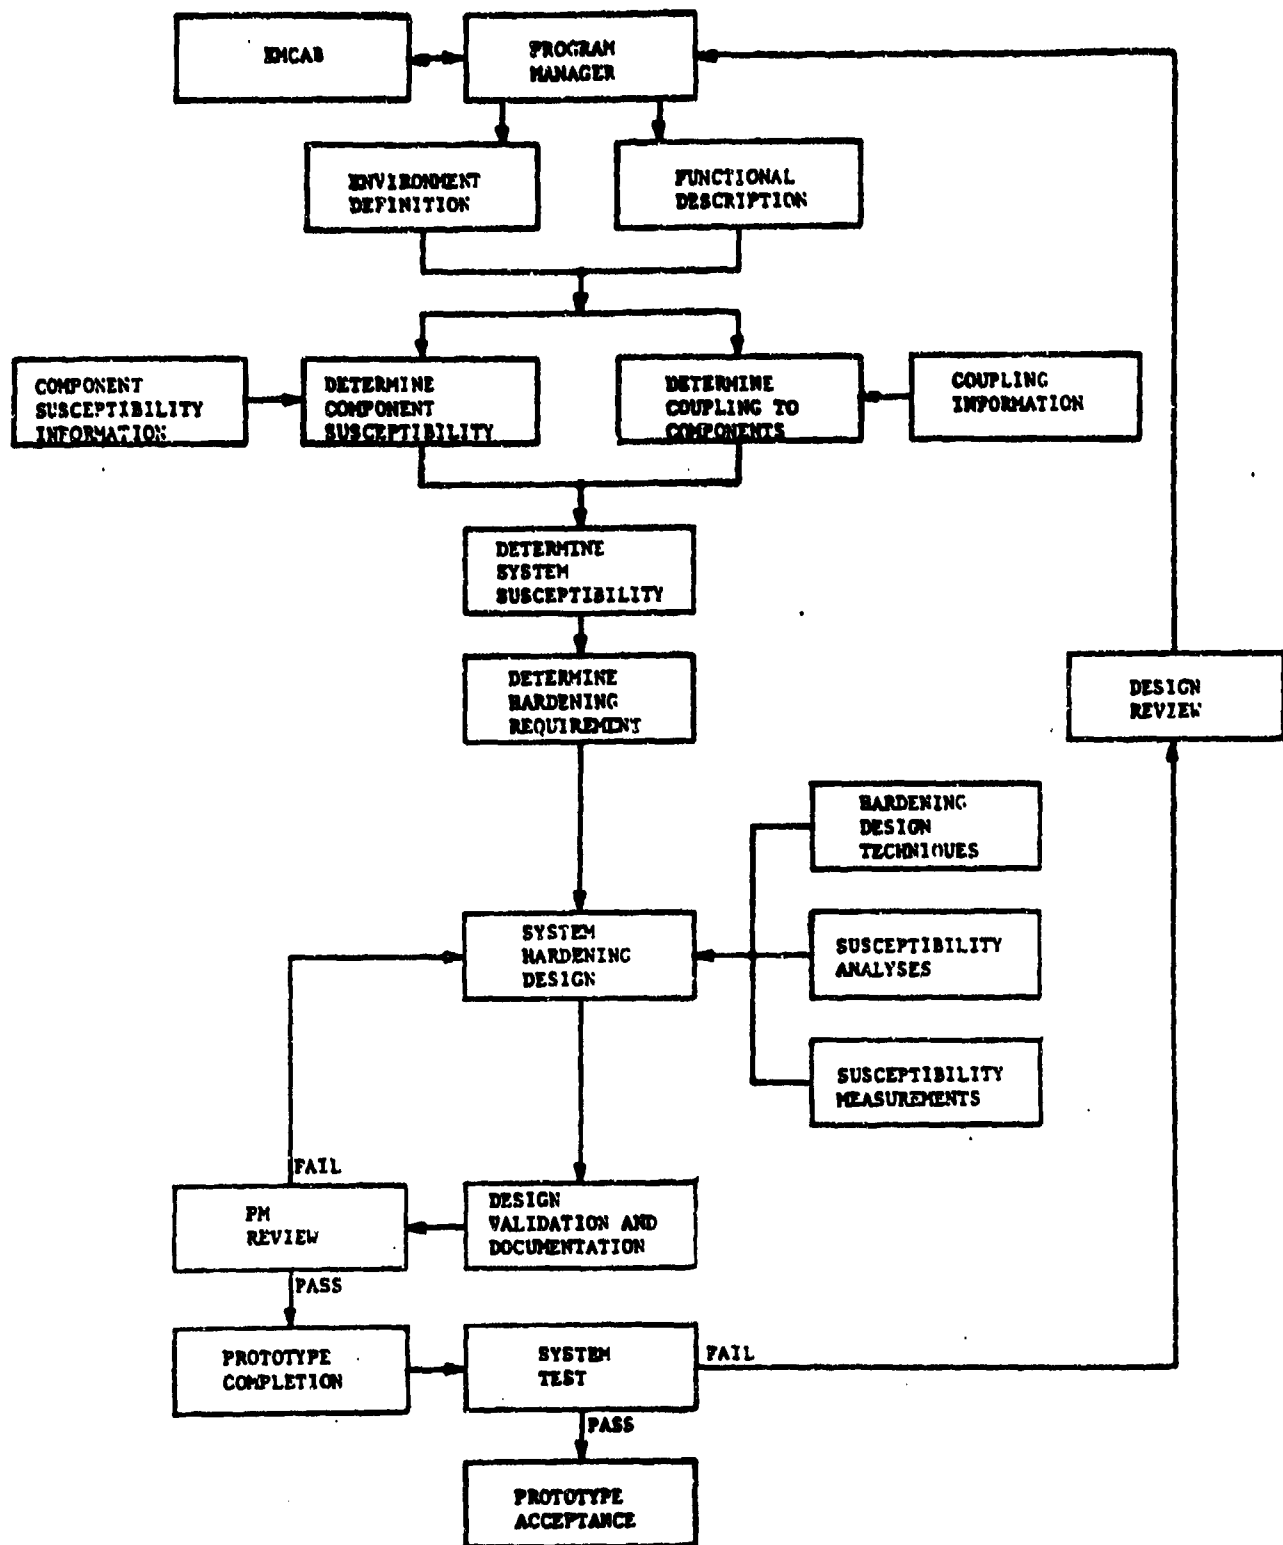 EMCAB
PROGRAM
MANAGER
ENVIRONMENT
DEFINITION
FUNCTIONAL
DESCRIPTION
COMPONENT
SUSCEPTIBILITY
INFORMATION
DETERMINE
COMPONENT
SUSCEPTIBILITY
DETERMINE
COUPLING TO
COMPONENTS
COUPLING
INFORMATION
DETERMINE
SYSTEM
SUSCEPTIBILITY
DETERMINE
HARDENING
REQUIREMENT
DESIGN
REVIEW
HARDENING
DESIGN
TECHNIQUES
SYSTEM
HARDENING
DESIGN
SUSCEPTIBILITY
ANALYSES
SUSCEPTIBILITY
MEASUREMENTS
FAIL
PM
REVIEW
DESIGN
VALIDATION AND
DOCUMENTATION
PASS
PROTOTYPE
COMPLETION
SYSTEM
TEST
FAIL
PASS
PROTOTYPE
ACCEPTANCE